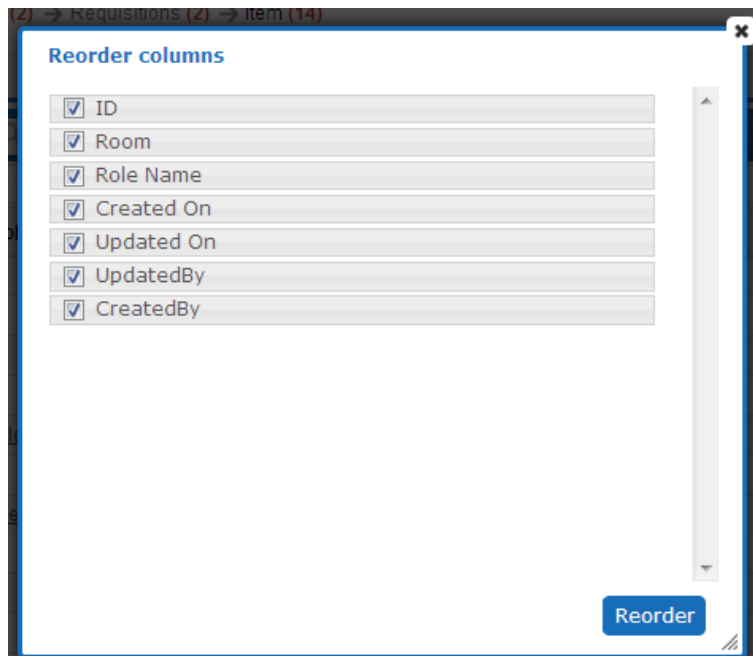 (2) → Requisitions (2) → Item (14)
Reorder columns
ID
Room
Role Name
Created On
Updated On
UpdatedBy
CreatedBy
Reorder